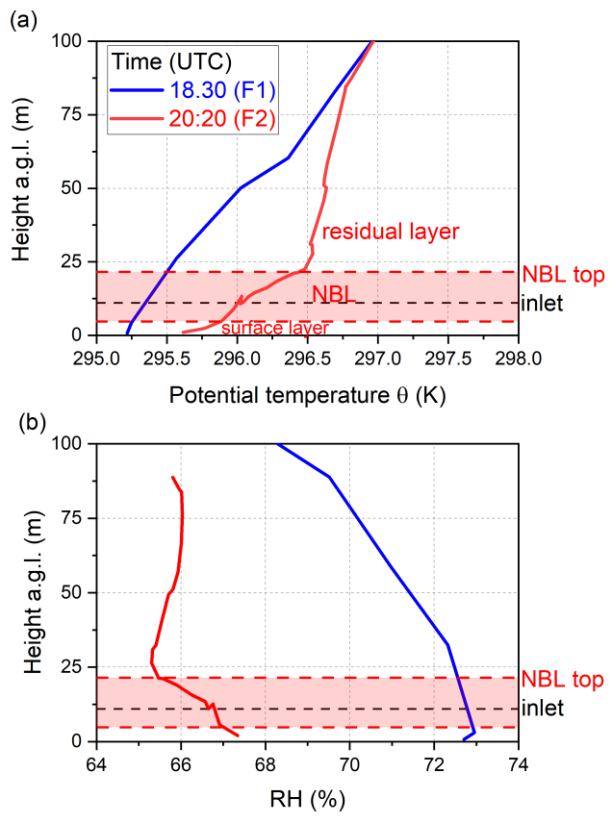 (a)
100
75
50
25
0
Height a.g.l. (m)
Time (UTC)
18.30 (F1)
20:20 (F2)
residual layer
NBL
surface layer
NBL top
inlet
295.0 295.5 296.0 296.5 297.0 297.5 298.0
Potential temperature θ (K)
(b)
100
75
50
25
0
Height a.g.l. (m)
NBL top
inlet
64 66 68 70 72 74
RH (%)